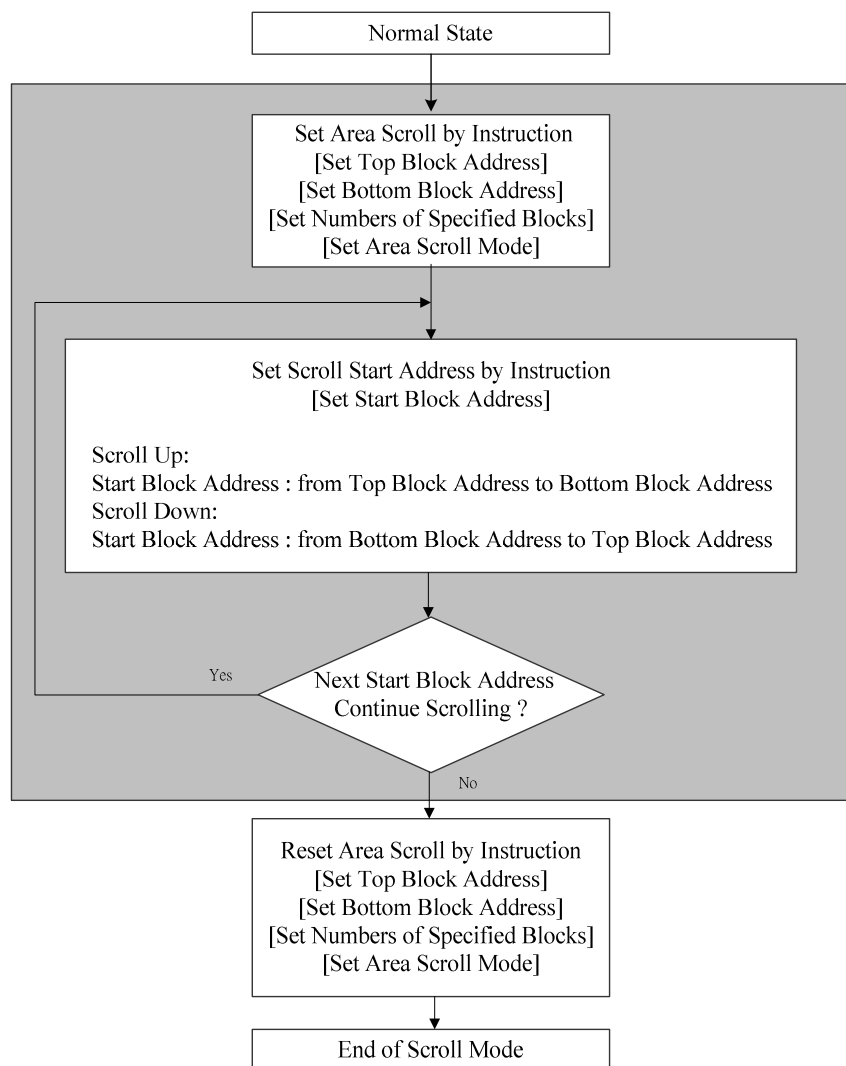 Normal State
Set Area Scroll by Instruction
[Set Top Block Address]
[Set Bottom Block Address]
[Set Numbers of Specified Blocks]
[Set Area Scroll Mode]
Set Scroll Start Address by Instruction
[Set Start Block Address]
Scroll Up:
Start Block Address : from Top Block Address to Bottom Block Address
Scroll Down:
Start Block Address : from Bottom Block Address to Top Block Address
Yes
Next Start Block Address
Continue Scrolling ?
No
Reset Area Scroll by Instruction
[Set Top Block Address]
[Set Bottom Block Address]
[Set Numbers of Specified Blocks]
[Set Area Scroll Mode]
End of Scroll Mode